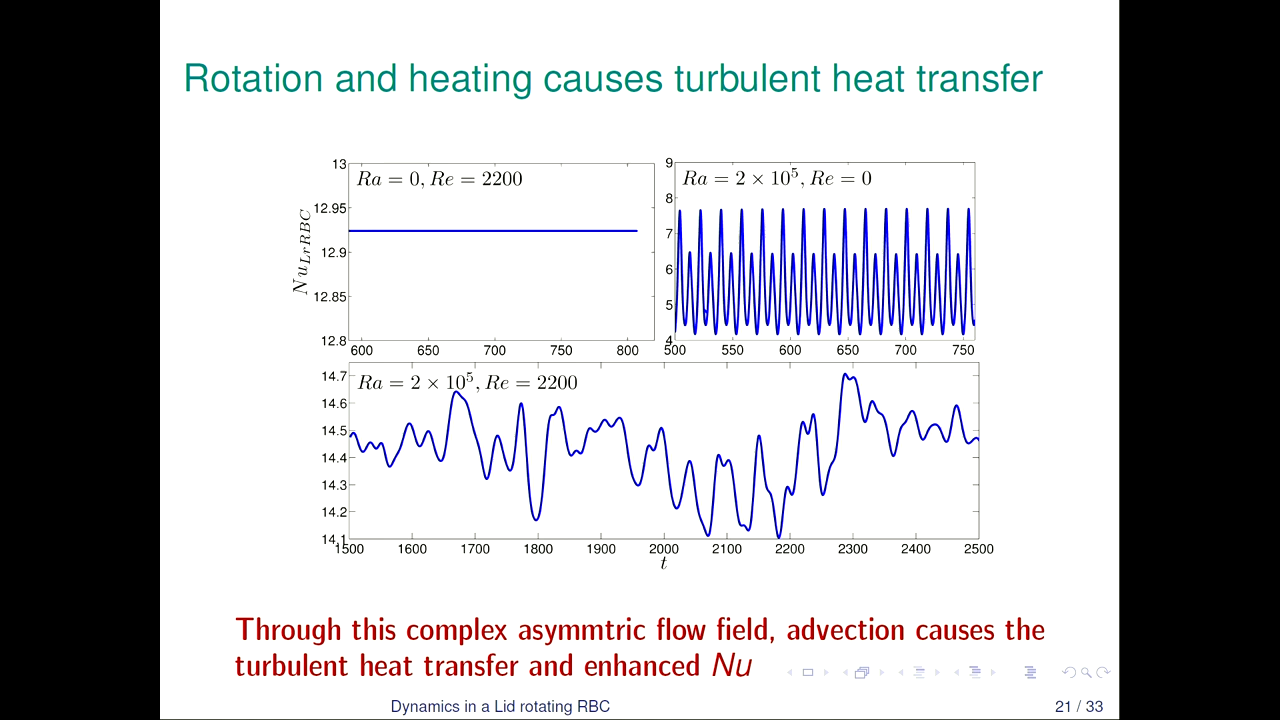 Rotation and heating causes turbulent heat transfer
13
12.95
12.9
12.85
12.8
Nu_{LrRBC}
Ra = 0, Re = 2200
600 650 700 750 800
9
8
7
6
5
4
Ra = 2 × 10^5, Re = 0
500 550 600 650 700 750
14.7
14.6
14.5
14.4
14.3
14.2
14.1
Ra = 2 × 10^5, Re = 2200
1500 1600 1700 1800 1900 2000 2100 2200 2300 2400 2500
t
Through this complex asymmtric flow field, advection causes the
turbulent heat transfer and enhanced Nu
Dynamics in a Lid rotating RBC 21 / 33